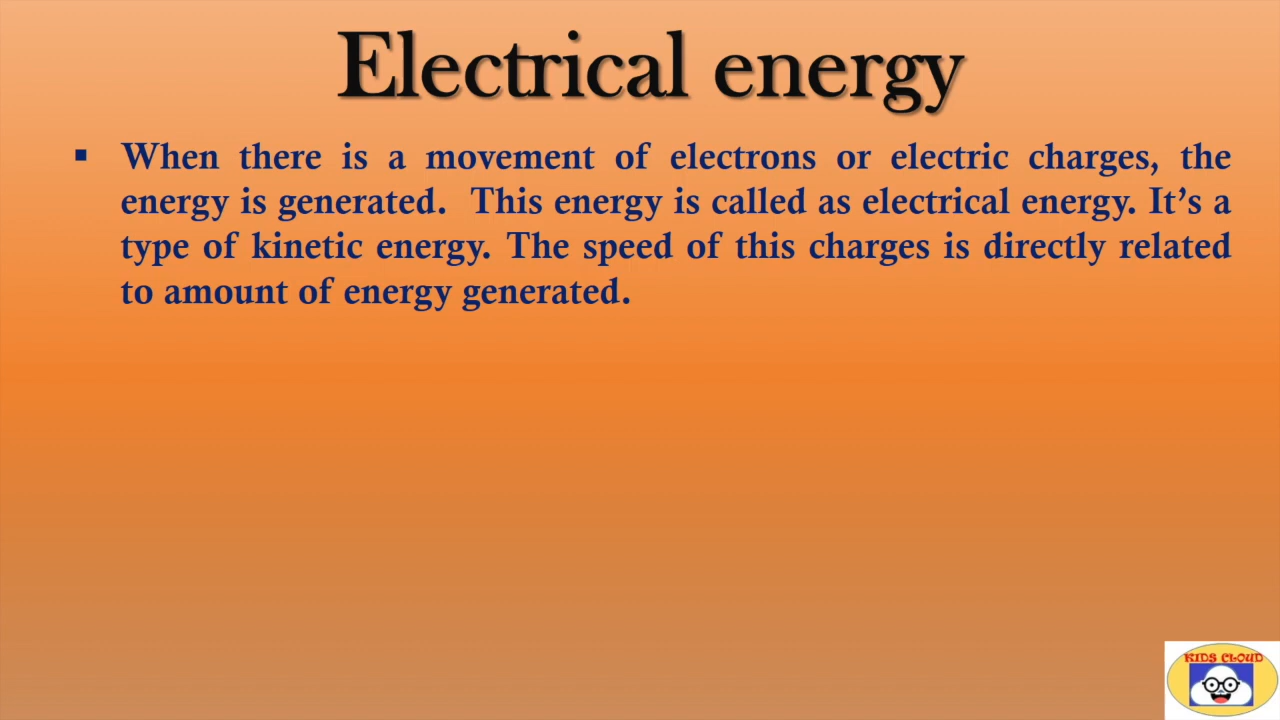 Electrical energy
▪ When there is a movement of electrons or electric charges, the
energy is generated. This energy is called as electrical energy. It’s a
type of kinetic energy. The speed of this charges is directly related
to amount of energy generated.
KIDS CLOUD